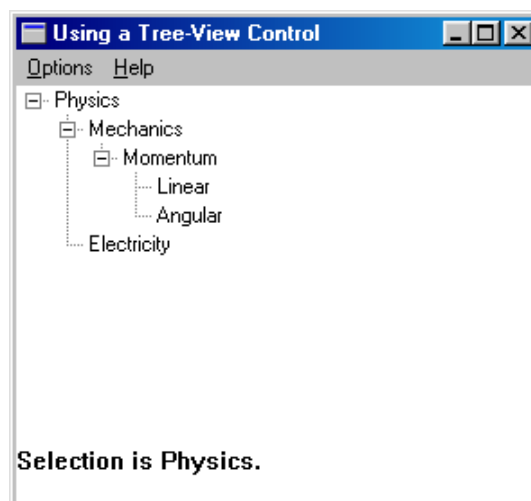 Using a Tree-View Control
Options Help
Physics
Mechanics
Momentum
Linear
Angular
Electricity
Selection is Physics.